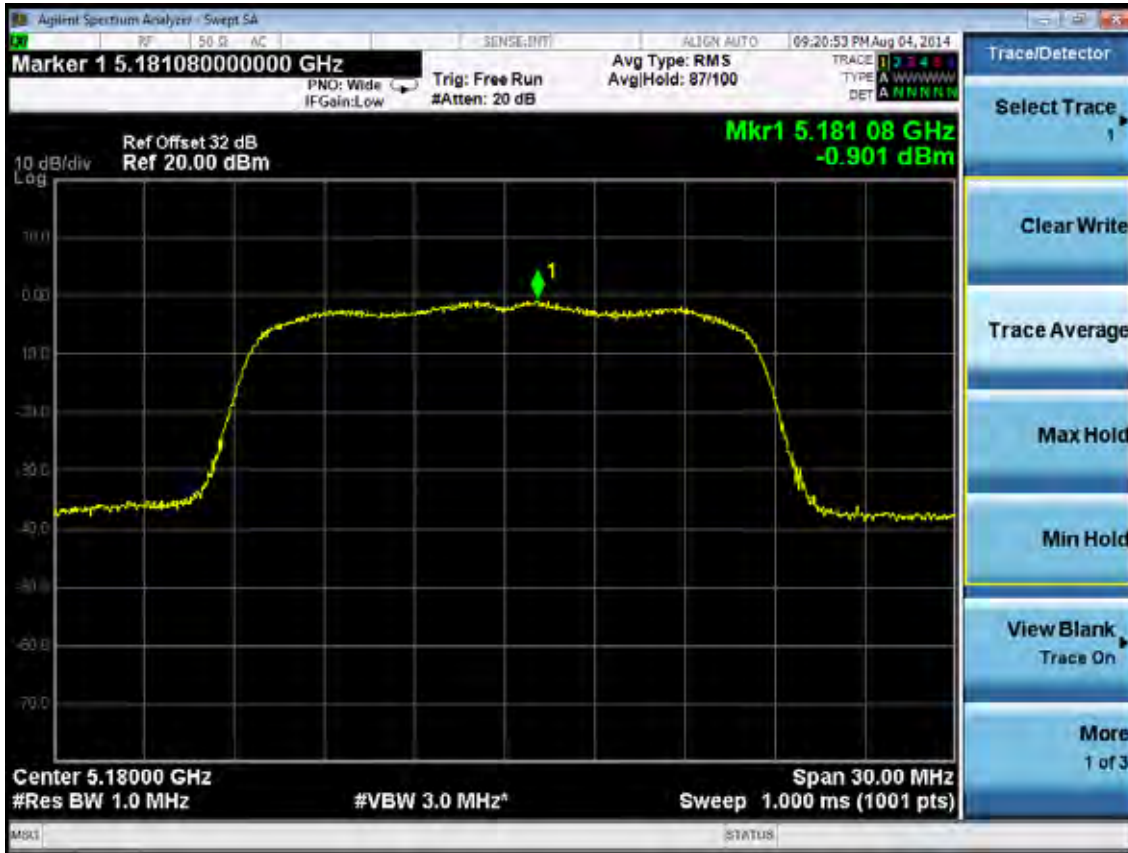 Agilent Spectrum Analyzer - Swept SA
RF 50 Ω AC SENSE:INT ALIGN AUTO 09:20:53 PM Aug 04, 2014
Marker 1 5.181080000000 GHz
PNO: Wide
IFGain:Low
Trig: Free Run
#Atten: 20 dB
Avg Type: RMS
Avg|Hold: 87/100
TRACE 1 2 3 4 5 6
TYPE A WWWWW
DET A N N N N N
Mkr1 5.181 08 GHz
-0.901 dBm
Ref Offset 32 dB
10 dB/div Ref 20.00 dBm
Log
10.0
1
0.00
-10.0
-20.0
-30.0
-40.0
-50.0
-60.0
-70.0
Center 5.18000 GHz
Span 30.00 MHz
#Res BW 1.0 MHz
#VBW 3.0 MHz*
Sweep 1.000 ms (1001 pts)
MSG
STATUS
Trace/Detector
Select Trace
1
Clear Write
Trace Average
Max Hold
Min Hold
View Blank
Trace On
More
1 of 3